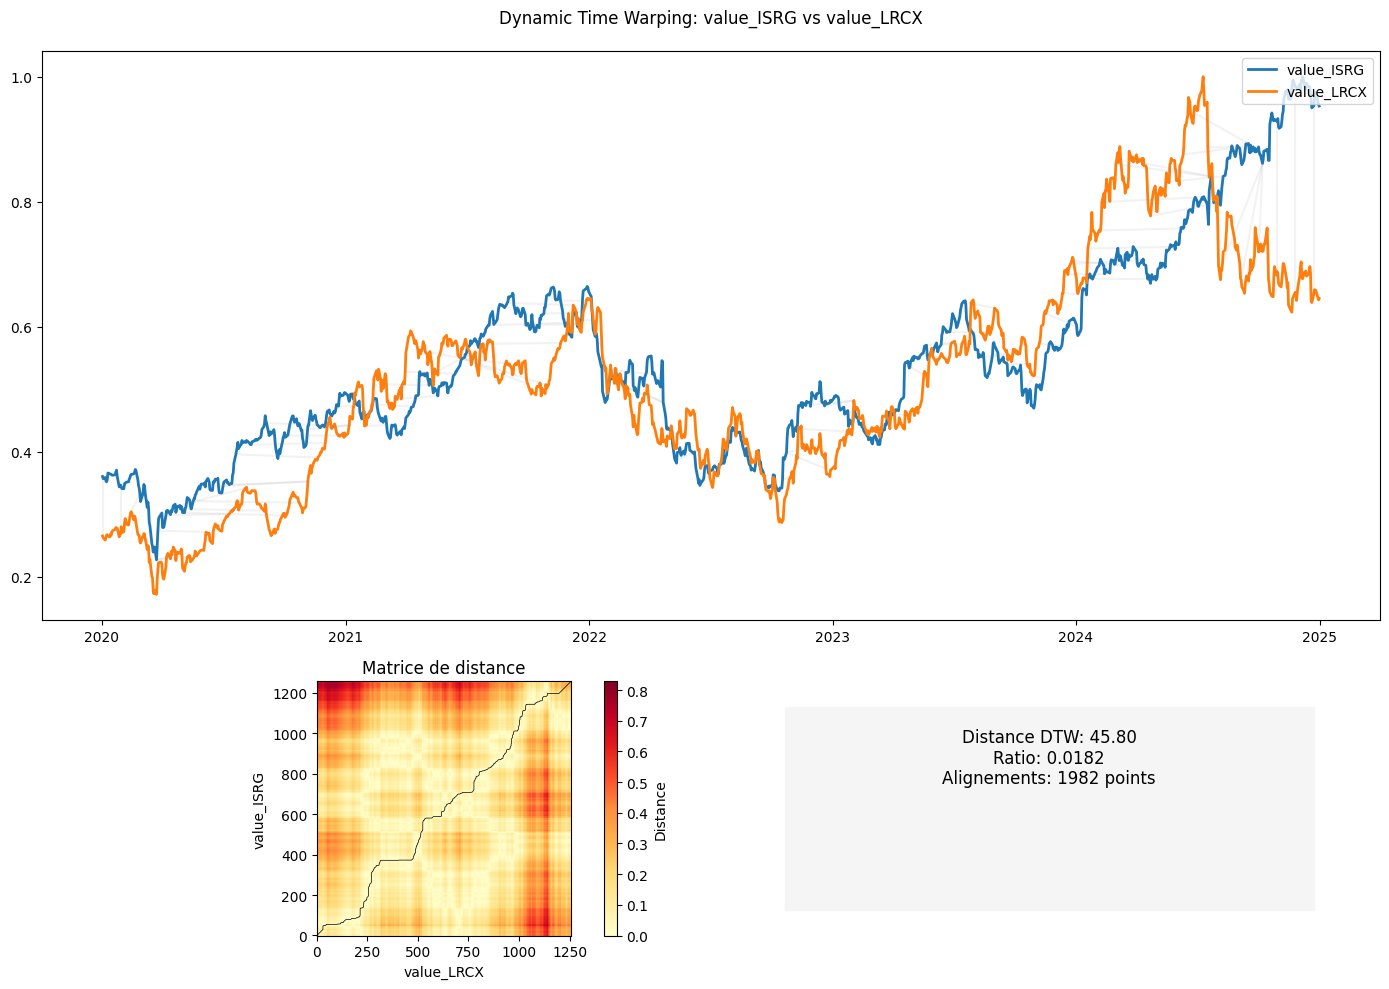 Dynamic Time Warping: value_ISRG vs value_LRCX
value_ISRG
value_LRCX
1.0
0.8
0.6
0.4
0.2
2020 2021 2022 2023 2024 2025
Matrice de distance
value_ISRG
1200
1000
800
600
400
200
0
0 250 500 750 1000 1250
value_LRCX
0.8
0.7
0.6
0.5
0.4
0.3
0.2
0.1
0.0
Distance
Distance DTW: 45.80
Ratio: 0.0182
Alignements: 1982 points